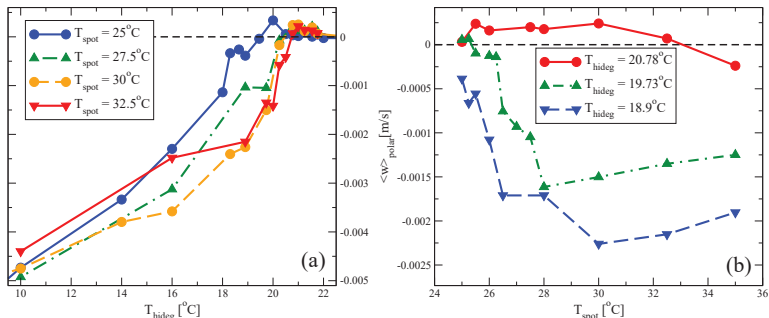 T_spot = 25°C
T_spot = 27.5°C
T_spot = 30°C
T_spot = 32.5°C
0
-0.001
-0.002
-0.003
-0.004
-0.005
(a)
10 12 14 16 18 20 22
T_hideg [°C]
<w>_polar [m/s]
0
-0.0005
-0.001
-0.0015
-0.002
-0.0025
T_hideg = 20.78°C
T_hideg = 19.73°C
T_hideg = 18.9°C
(b)
24 26 28 30 32 34 36
T_spot [°C]